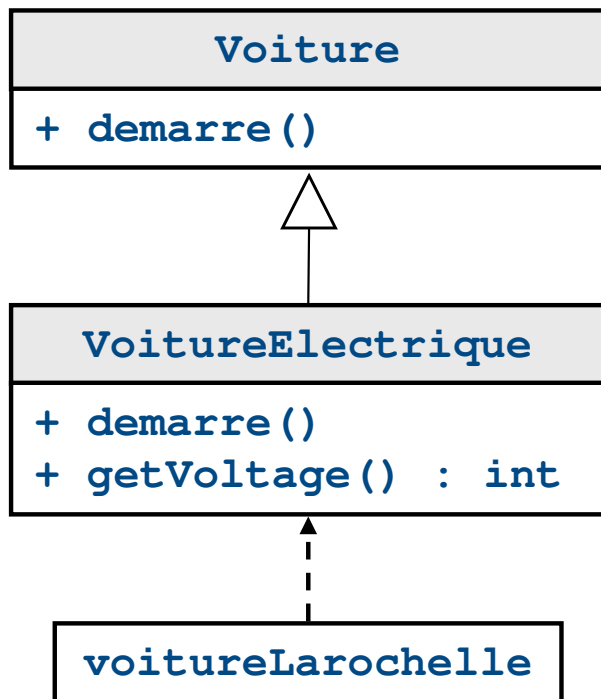 Voiture
+ demarre()
VoitureElectrique
+ demarre()
+ getVoltage() : int
voitureLarochelle